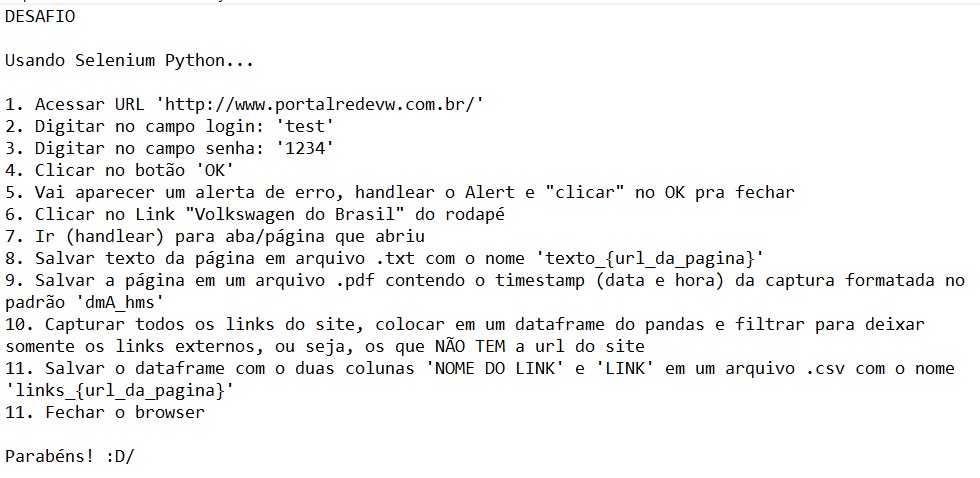 DESAFIO
Usando Selenium Python...
1. Acessar URL 'http://www.portalredevw.com.br/'
2. Digitar no campo login: 'test'
3. Digitar no campo senha: '1234'
4. Clicar no botão 'OK'
5. Vai aparecer um alerta de erro, handlear o Alert e "clicar" no OK pra fechar
6. Clicar no Link "Volkswagen do Brasil" do rodapé
7. Ir (handlear) para aba/página que abriu
8. Salvar texto da página em arquivo .txt com o nome 'texto_{url_da_pagina}'
9. Salvar a página em um arquivo .pdf contendo o timestamp (data e hora) da captura formatada no
padrão 'dmA_hms'
10. Capturar todos os links do site, colocar em um dataframe do pandas e filtrar para deixar
somente os links externos, ou seja, os que NÃO TEM a url do site
11. Salvar o dataframe com o duas colunas 'NOME DO LINK' e 'LINK' em um arquivo .csv com o nome
'links_{url_da_pagina}'
11. Fechar o browser
Parabéns! :D/